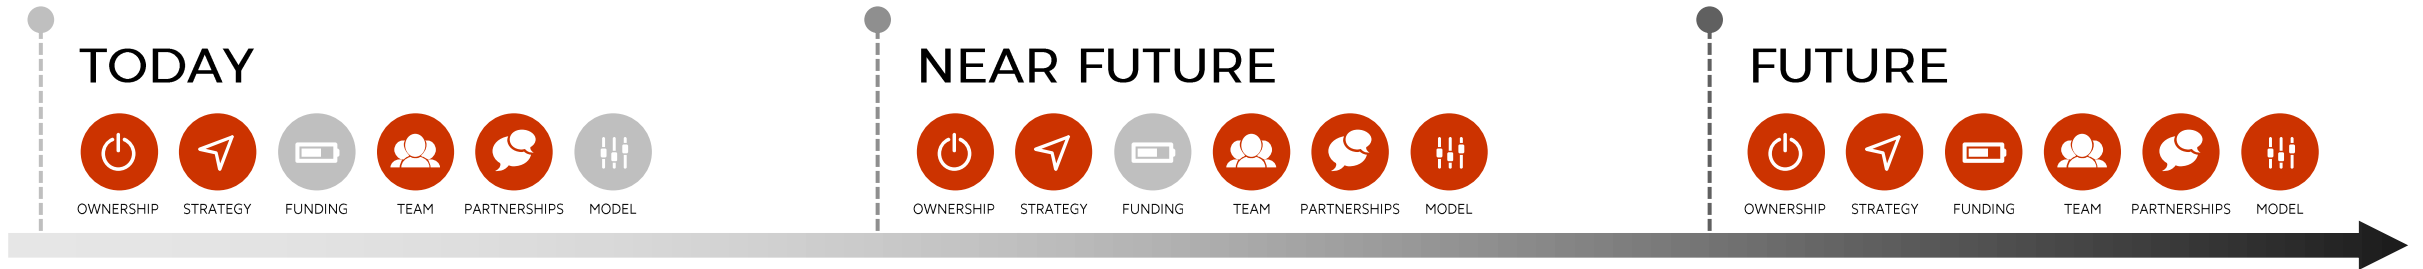 TODAY
OWNERSHIP STRATEGY FUNDING TEAM PARTNERSHIPS MODEL
NEAR FUTURE
OWNERSHIP STRATEGY FUNDING TEAM PARTNERSHIPS MODEL
FUTURE
OWNERSHIP STRATEGY FUNDING TEAM PARTNERSHIPS MODEL